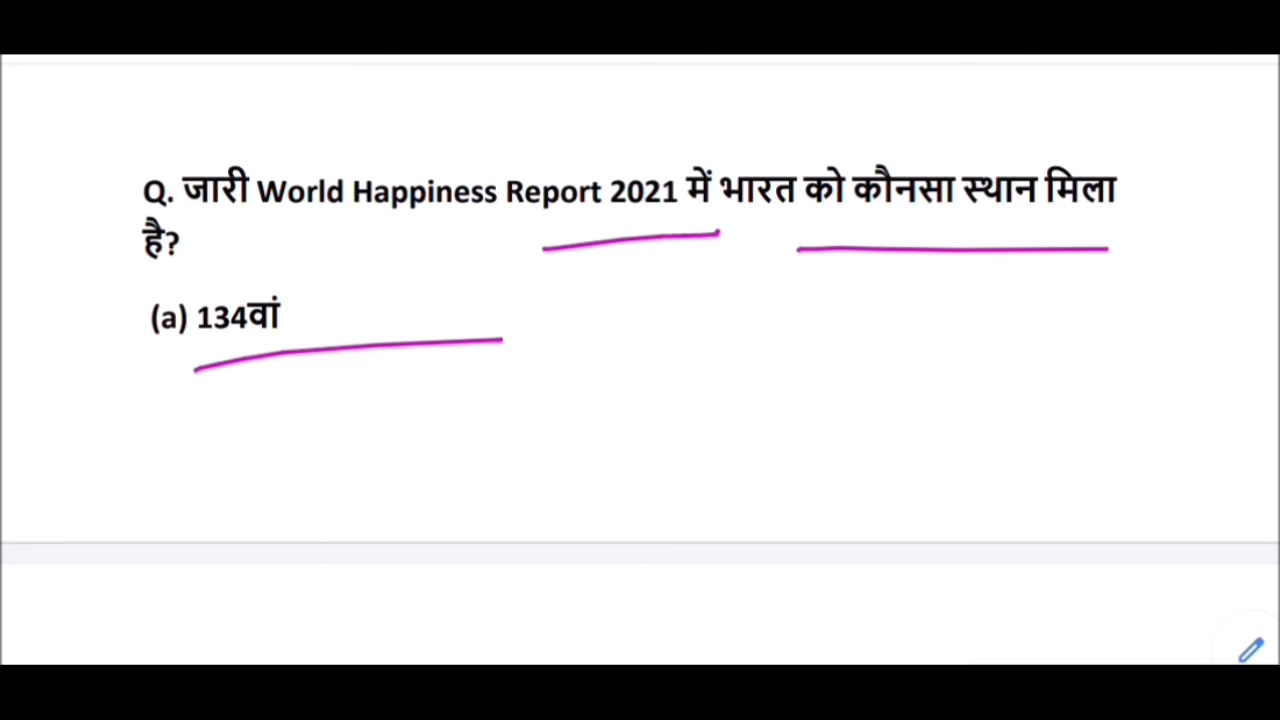 Q. जारी World Happiness Report 2021 में भारत को कौनसा स्थान मिला
है?
(a) 134वां